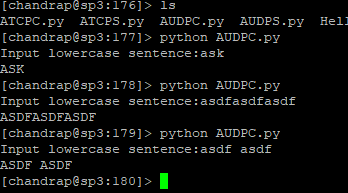 [chandrap@sp3:176]> ls
ATCPC.py  ATCPS.py  AUDPC.py  AUDPS.py  Hel
[chandrap@sp3:177]> python AUDPC.py
Input lowercase sentence:ask
ASK
[chandrap@sp3:178]> python AUDPC.py
Input lowercase sentence:asdfasdfasdf
ASDFASDFASDF
[chandrap@sp3:179]> python AUDPC.py
Input lowercase sentence:asdf asdf
ASDF ASDF
[chandrap@sp3:180]>